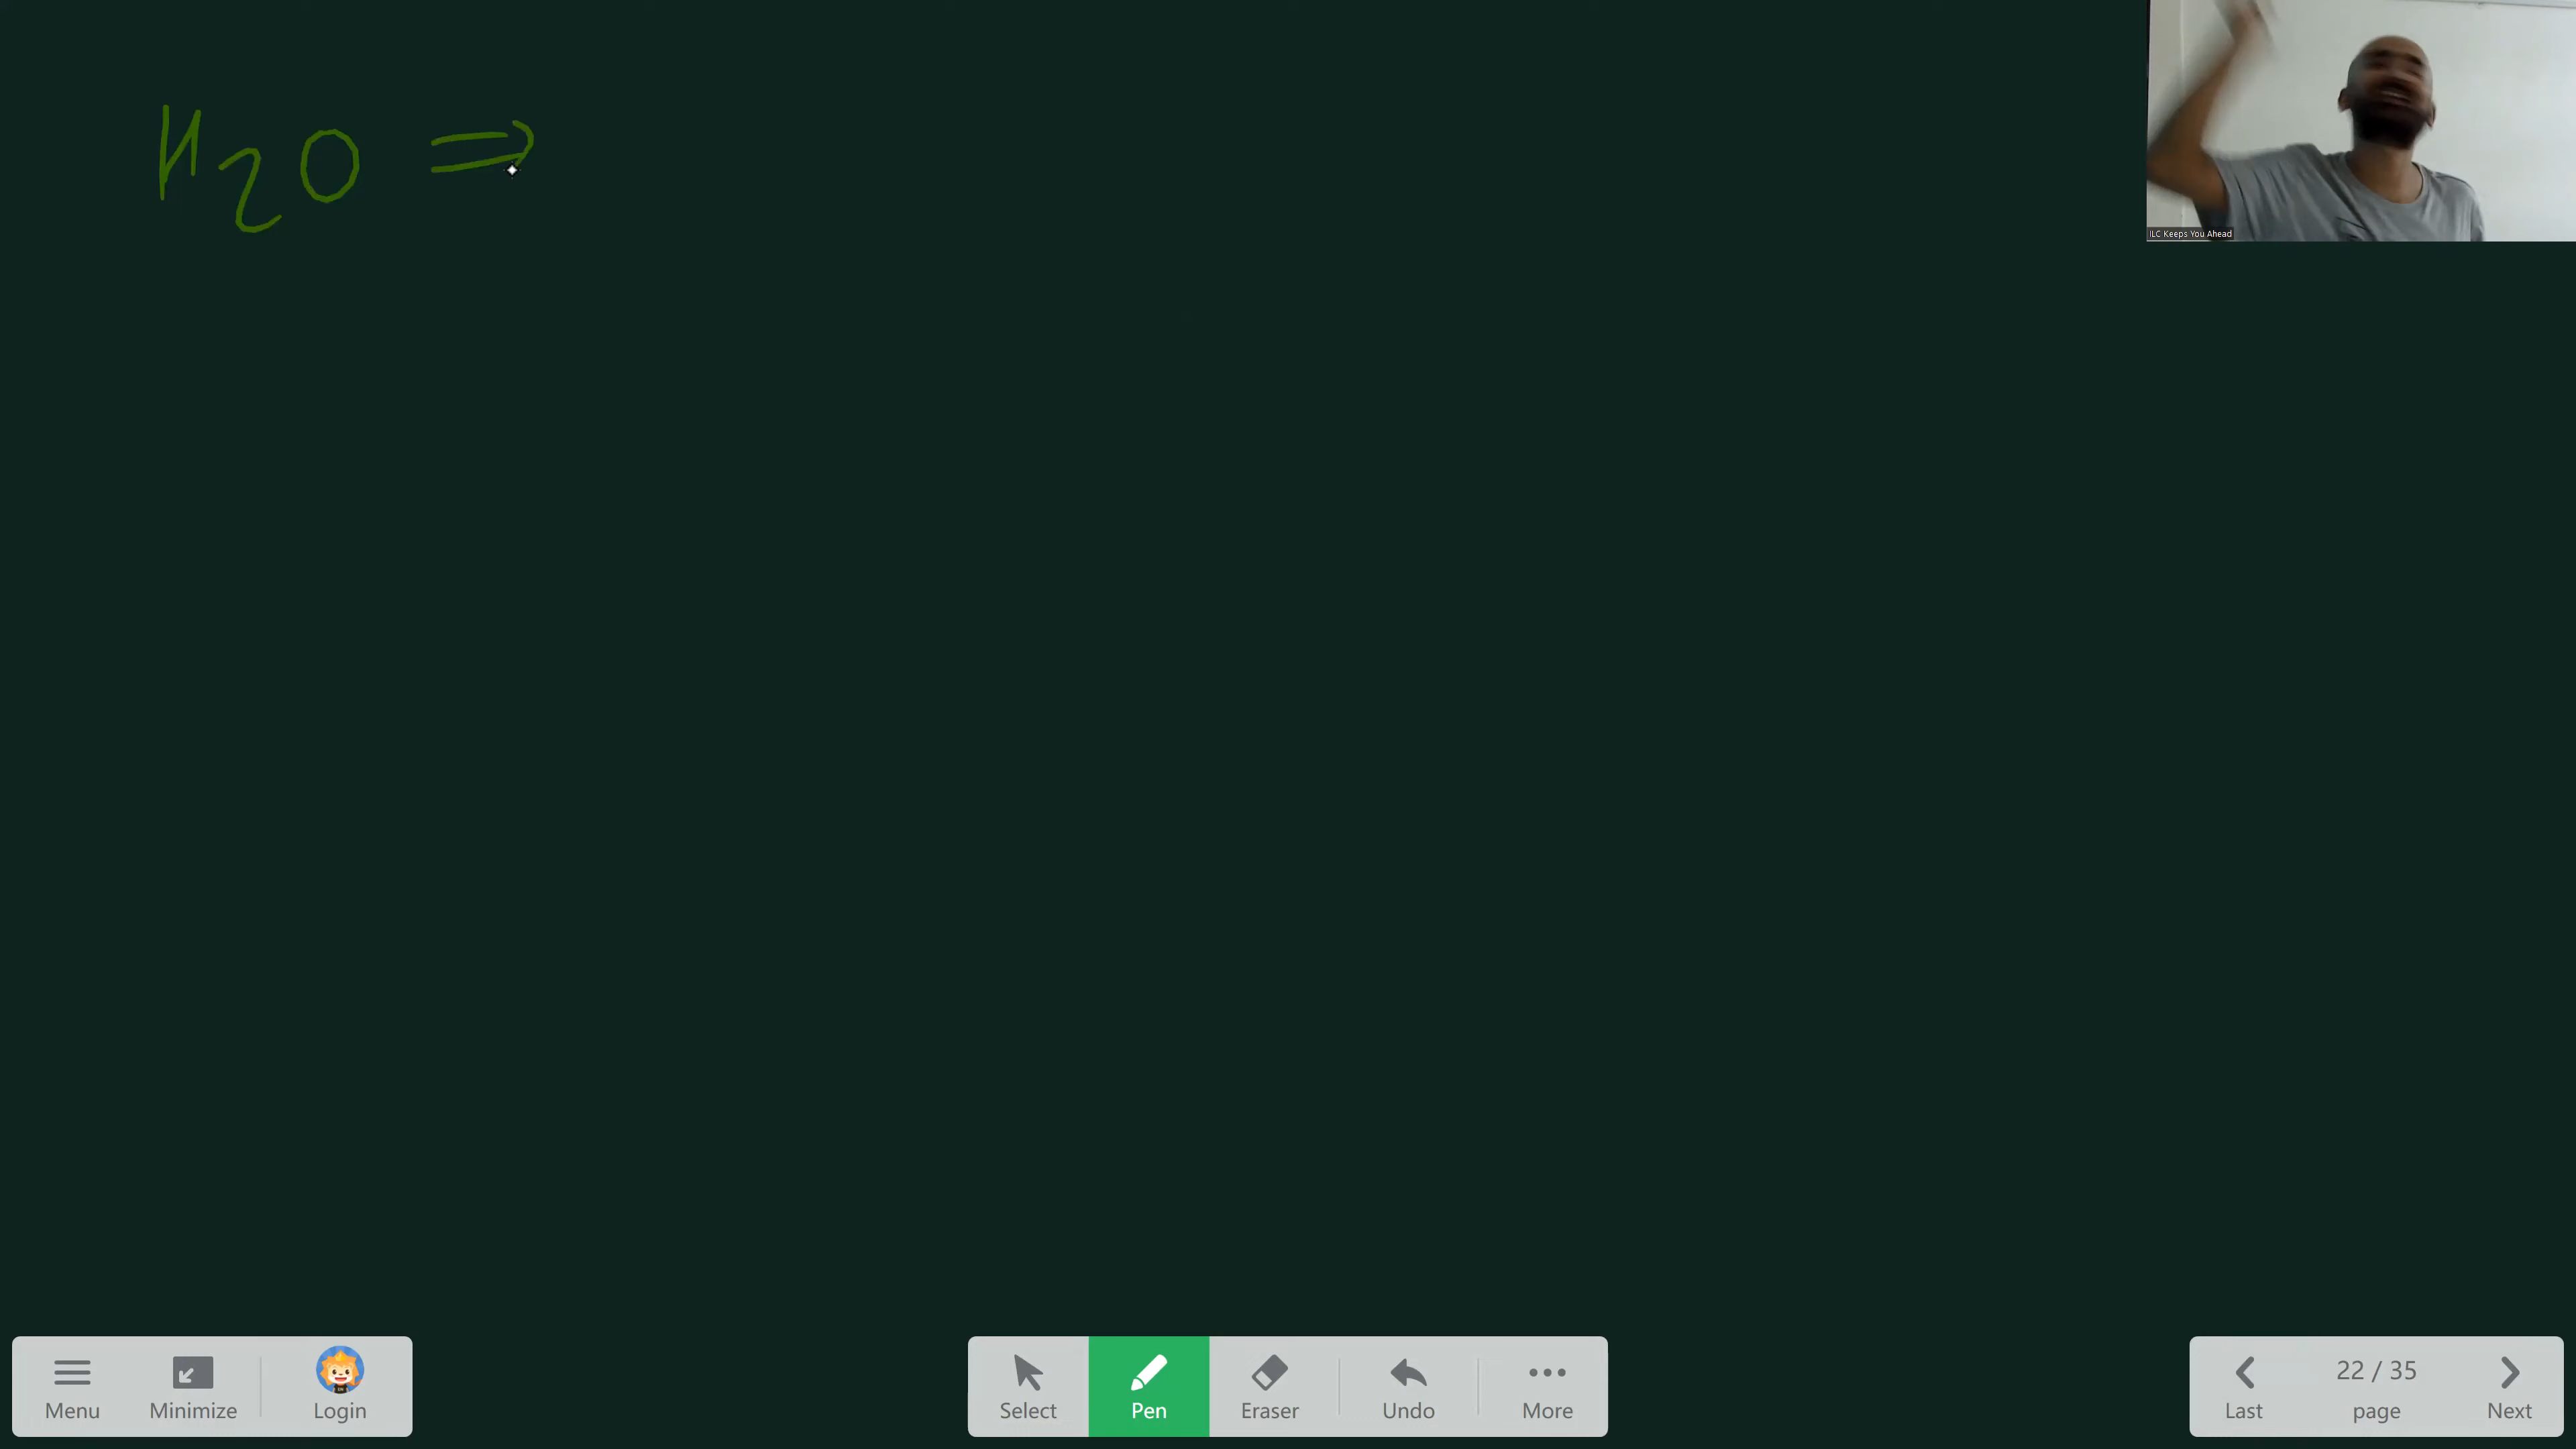 H₂O ⇒
ILC Keeps You Ahead
Menu
Minimize
Login
Select
Pen
Eraser
Undo
More
Last
22 / 35
page
Next